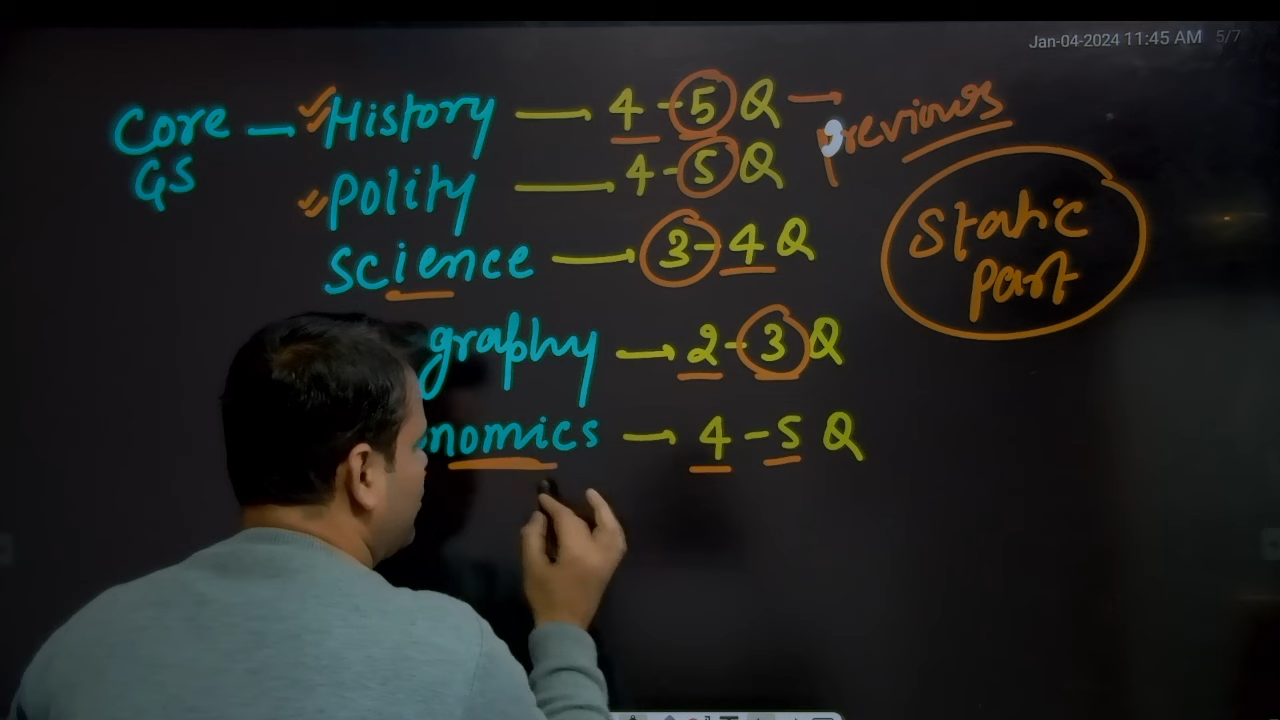 Jan-04-2024 11:45 AM 5/7
Core → History — 4-5 Q → Previous
GS
Polity — 4-5 Q
Static
Part
Science → 3-4 Q
graphy → 2-3 Q
nomics → 4-5 Q